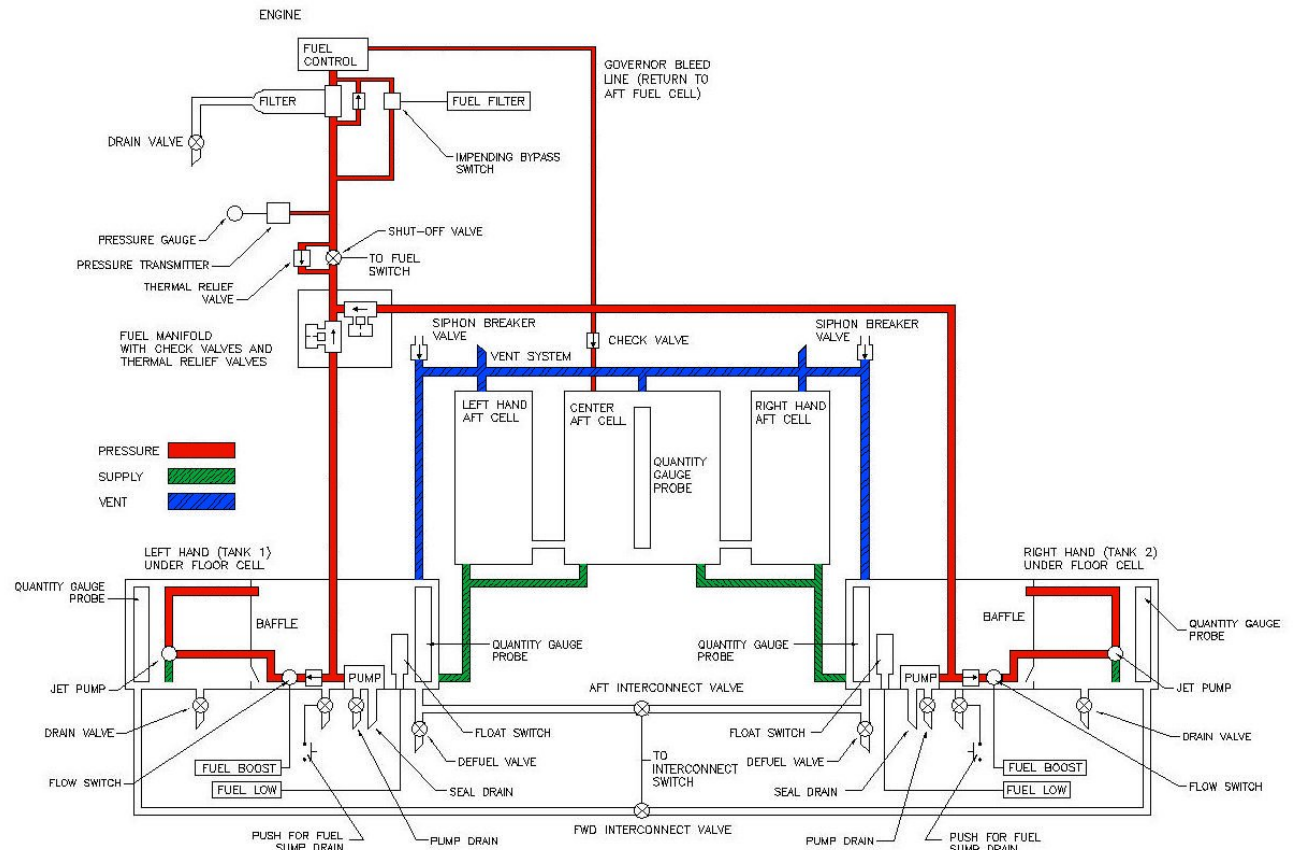 ENGINE
FUEL
CONTROL
GOVERNOR BLEED
LINE (RETURN TO
AFT FUEL CELL)
FILTER
FUEL FILTER
DRAIN VALVE
IMPENDING BYPASS
SWITCH
PRESSURE GAUGE
SHUT-OFF VALVE
PRESSURE TRANSMITTER
TO FUEL
SWITCH
THERMAL RELIEF
VALVE
FUEL MANIFOLD
WITH CHECK VALVES AND
THERMAL RELIEF VALVES
SIPHON BREAKER
VALVE
CHECK VALVE
SIPHON BREAKER
VALVE
VENT SYSTEM
LEFT HAND
AFT CELL
CENTER
AFT CELL
RIGHT HAND
AFT CELL
QUANTITY
GAUGE
PROBE
PRESSURE
SUPPLY
VENT
LEFT HAND (TANK 1)
UNDER FLOOR CELL
RIGHT HAND (TANK 2)
UNDER FLOOR CELL
QUANTITY GAUGE
PROBE
BAFFLE
QUANTITY GAUGE
PROBE
QUANTITY GAUGE
PROBE
BAFFLE
QUANTITY GAUGE
PROBE
JET PUMP
PUMP
AFT INTERCONNECT VALVE
PUMP
JET PUMP
DRAIN VALVE
FLOAT SWITCH
FLOAT SWITCH
DRAIN VALVE
DEFUEL VALVE
TO
INTERCONNECT
SWITCH
DEFUEL VALVE
FLOW SWITCH
FUEL BOOST
FUEL LOW
SEAL DRAIN
SEAL DRAIN
FUEL BOOST
FUEL LOW
FLOW SWITCH
FWD INTERCONNECT VALVE
PUSH FOR FUEL
SUMP DRAIN
PUMP DRAIN
PUMP DRAIN
PUSH FOR FUEL
SUMP DRAIN